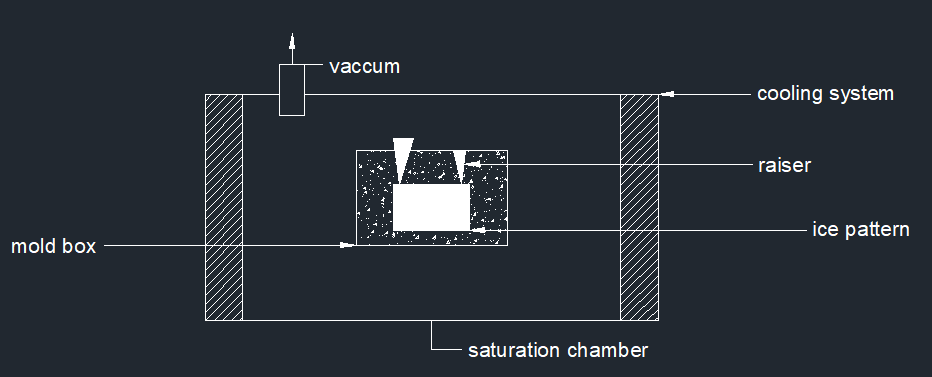 vaccum
cooling system
raiser
ice pattern
mold box
saturation chamber